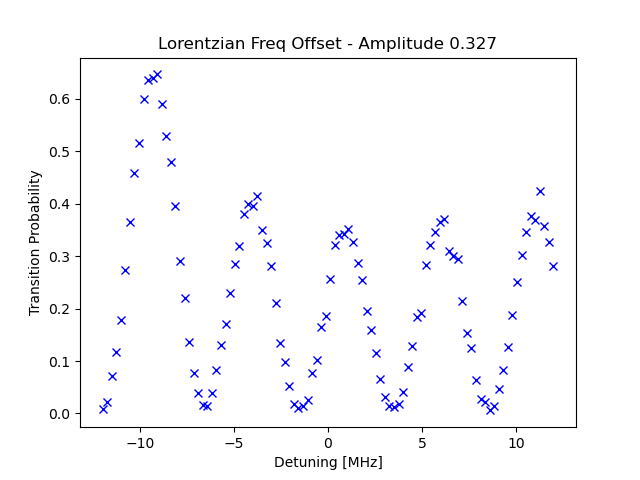 Lorentzian Freq Offset - Amplitude 0.327
Transition Probability
0.6
0.5
0.4
0.3
0.2
0.1
0.0
−10 −5 0 5 10
Detuning [MHz]